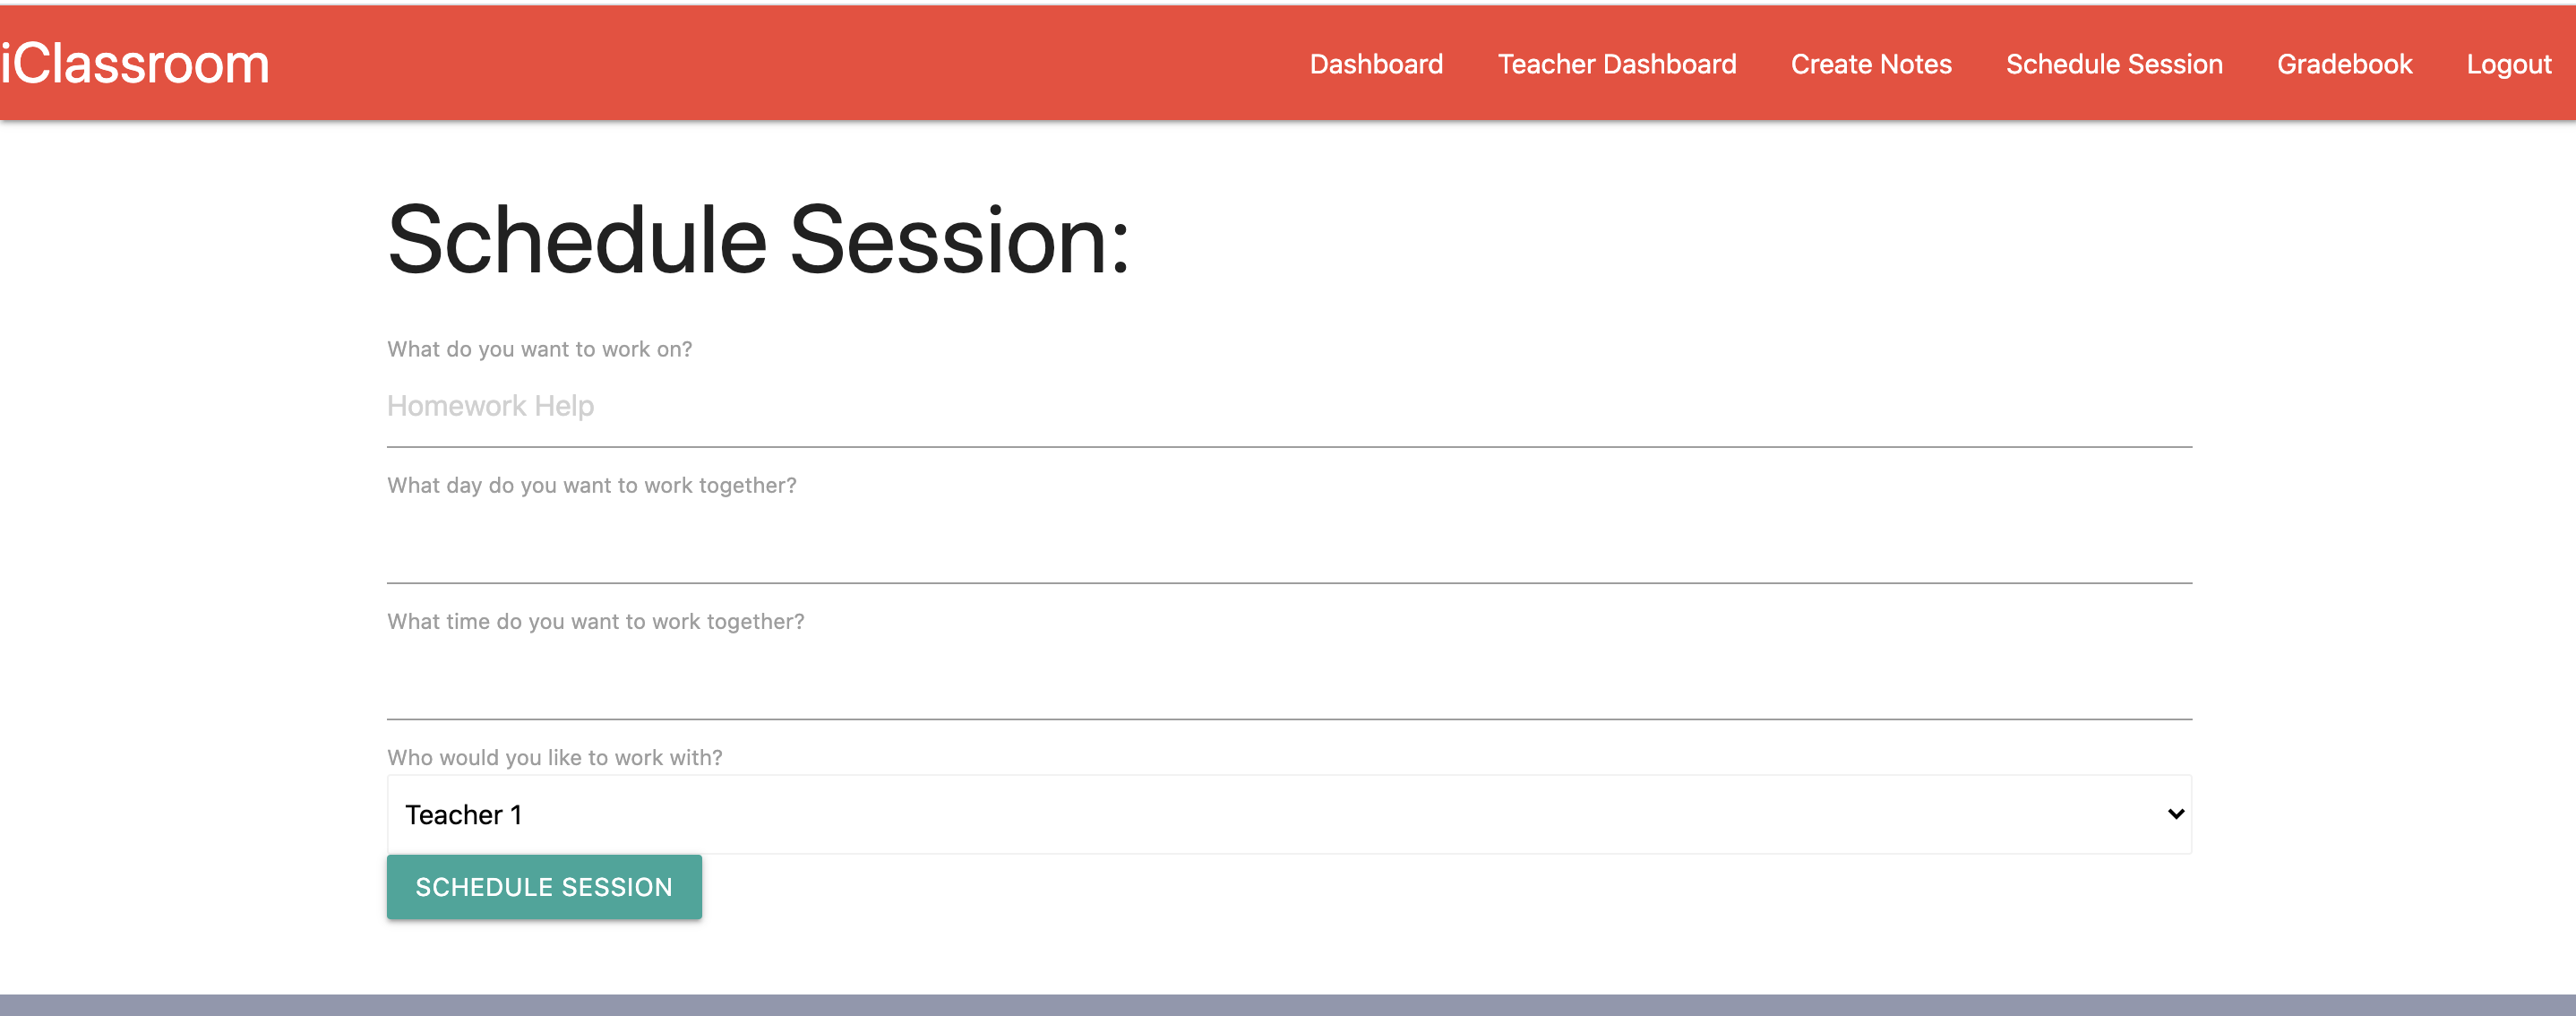 iClassroom Dashboard Teacher Dashboard Create Notes Schedule Session Gradebook Logout
Schedule Session:
What do you want to work on?
Homework Help
What day do you want to work together?
What time do you want to work together?
Who would you like to work with?
Teacher 1
SCHEDULE SESSION